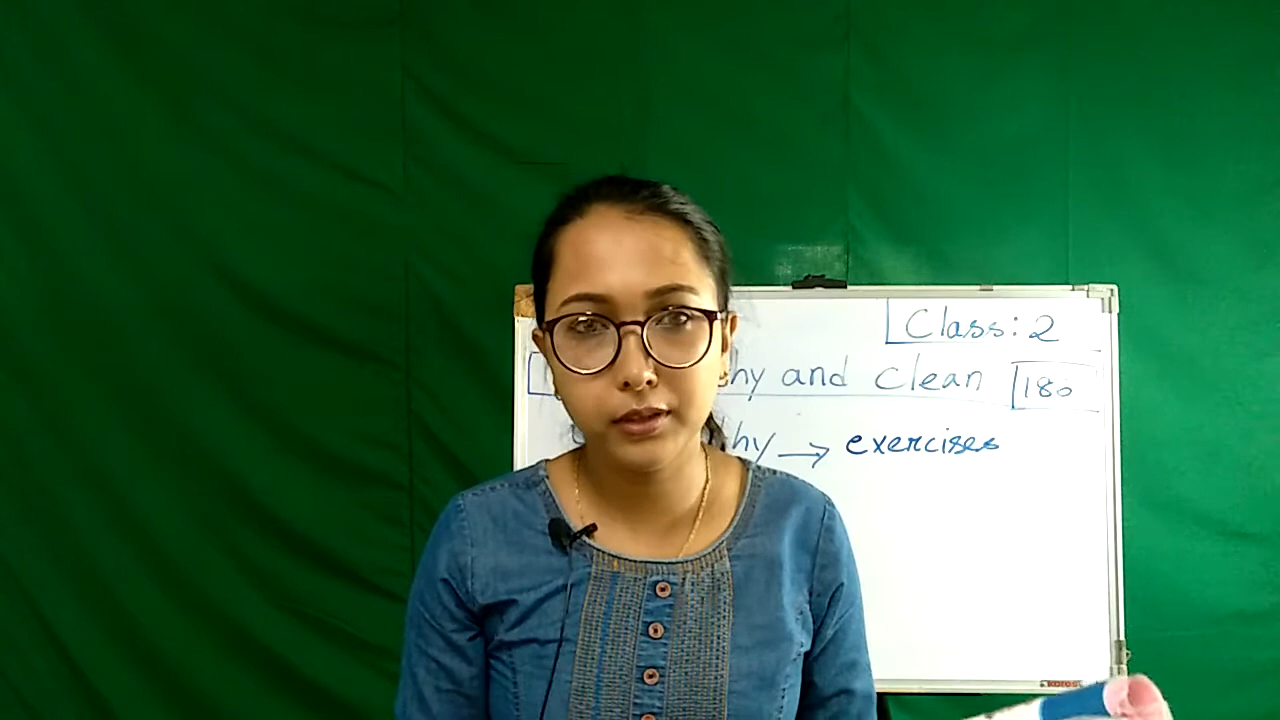 Class: 2
hy and clean
180
hy → exercises